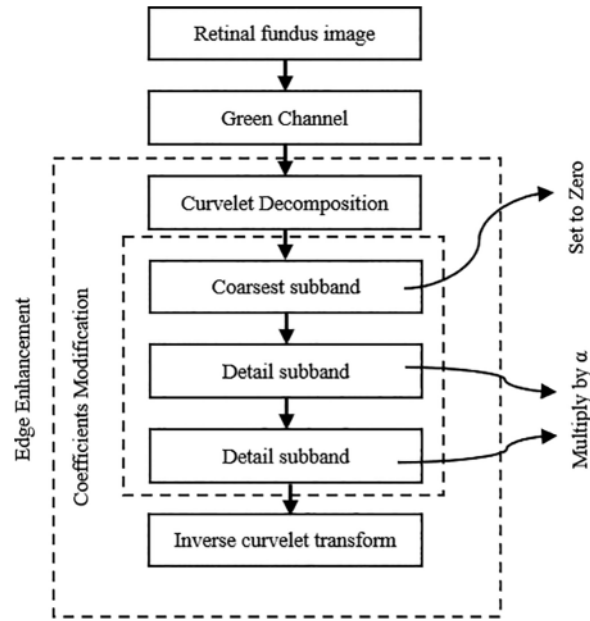 Retinal fundus image
Green Channel
Curvelet Decomposition
Set to Zero
Coarsest subband
Edge Enhancement
Coefficients Modification
Detail subband
Multiply by α
Detail subband
Inverse curvelet transform